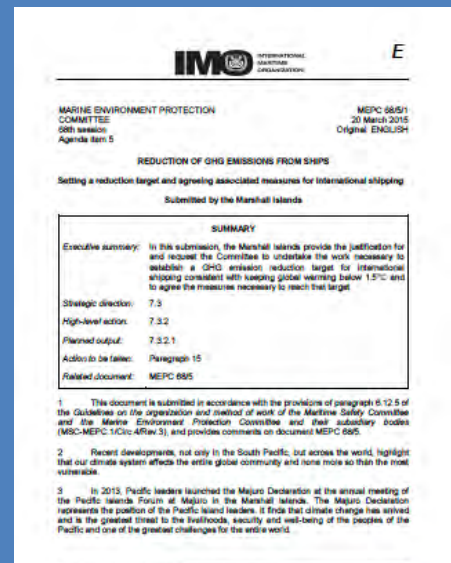 E
IMO
INTERNATIONAL
MARITIME
ORGANIZATION
MARINE ENVIRONMENT PROTECTION
COMMITTEE
68th session
Agenda item 5
MEPC 68/5/1
20 March 2015
Original: ENGLISH
REDUCTION OF GHG EMISSIONS FROM SHIPS
Setting a reduction target and agreeing associated measures for international shipping
Submitted by the Marshall Islands
SUMMARY
Executive summary: In this submission, the Marshall Islands provide the justification for
and request the Committee to undertake the work necessary to
establish a GHG emission reduction target for international
shipping consistent with keeping global warming below 1.5°C and
to agree the measures necessary to reach that target
Strategic direction: 7.3
High-level action: 7.3.2
Planned output: 7.3.2.1
Action to be taken: Paragraph 15
Related document: MEPC 68/5
1 This document is submitted in accordance with the provisions of paragraph 6.12.5 of
the Guidelines on the organization and method of work of the Maritime Safety Committee
and the Marine Environment Protection Committee and their subsidiary bodies
(MSC-MEPC.1/Circ.4/Rev.3), and provides comments on document MEPC 68/5.
2 Recent developments, not only in the South Pacific, but across the world, highlight
that our climate system affects the entire global community and none more so than the most
vulnerable.
3 In 2013, Pacific leaders launched the Majuro Declaration at the annual meeting of
the Pacific Islands Forum at Majuro in the Marshall Islands. The Majuro Declaration
represents the position of the Pacific Island leaders. It finds that climate change has arrived
and is the greatest threat to the livelihoods, security and well-being of the peoples of the
Pacific and one of the greatest challenges for the entire world.